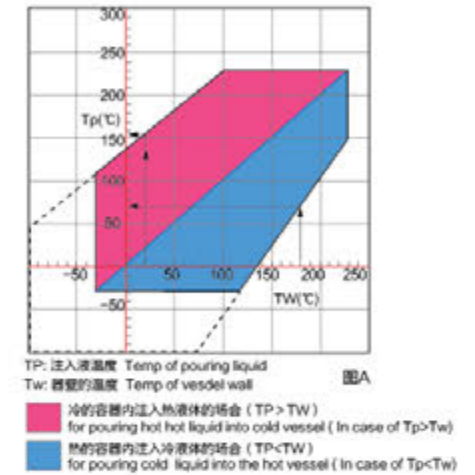 300
250
200
Tp(℃)
150
100
50
-50 50 100 150 200 250
TW(℃)
-50
TP: 注入液温度 Temp of pouring liquid
Tw: 器壁的温度 Temp of vesdel wall
图A
冷的容器内注入热液体的场合(TP>TW)
for pouring hot hot liquid into cold vessel ( In case of Tp>Tw)
热的容器内注入冷液体的场合(TP<TW)
for pouring cold liquid into the hot vessel ( In case of Tp<Tw)